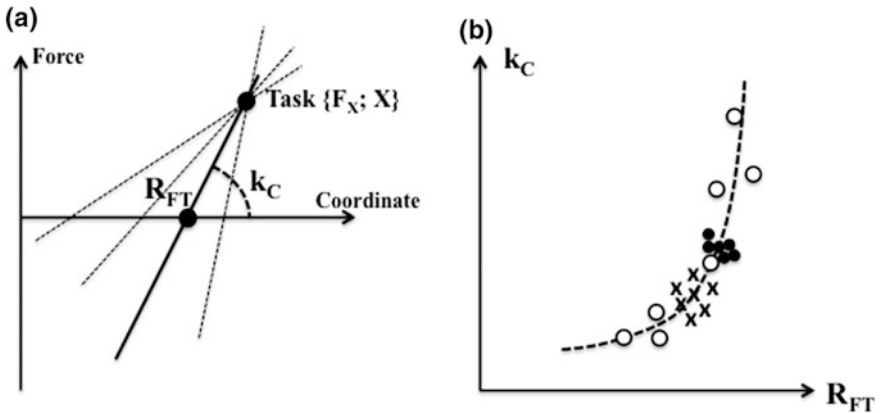 (a)
Force
Task {F_X; X}
R_FT
k_C
Coordinate
(b)
k_C
R_FT